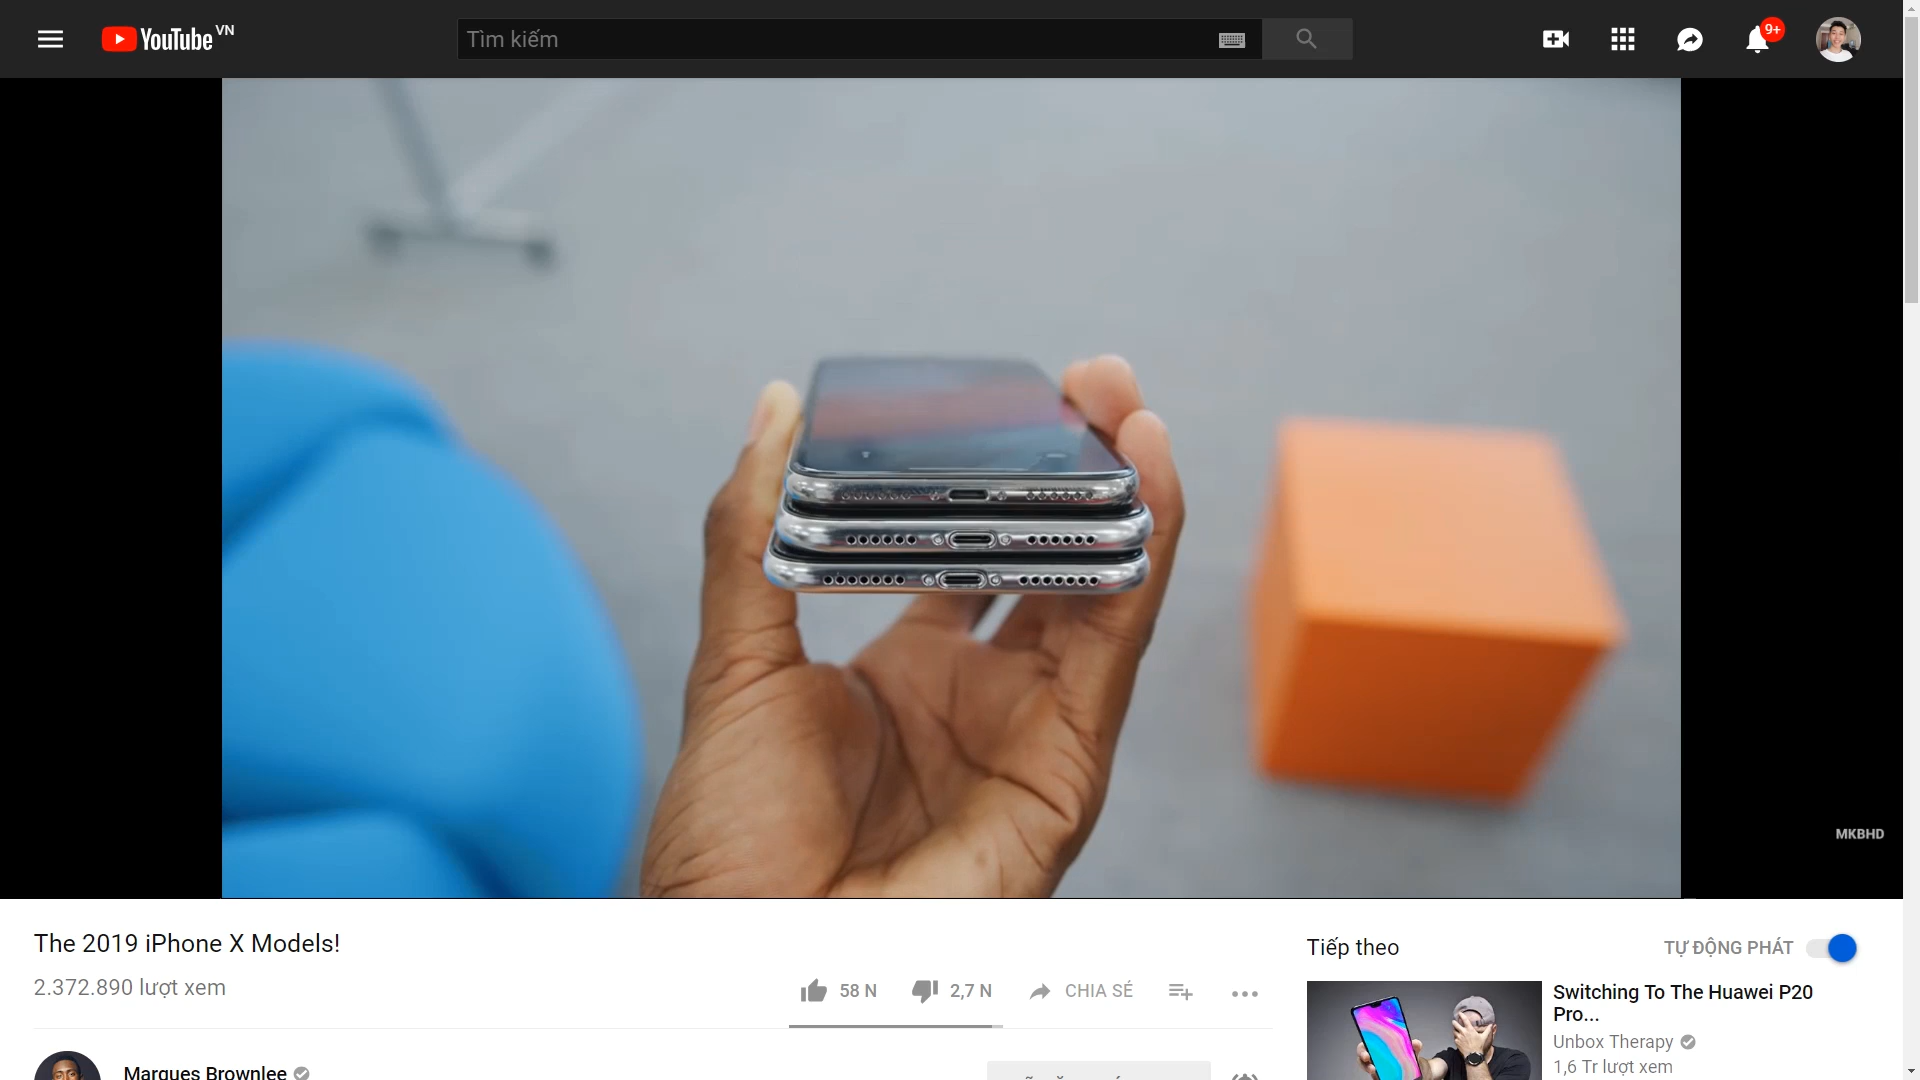 YouTube VN
Tìm kiếm
9+
MKBHD
The 2019 iPhone X Models!
2.372.890 lượt xem
58 N
2,7 N
CHIA SẺ
Marques Brownlee
Tiếp theo
TỰ ĐỘNG PHÁT
Switching To The Huawei P20
Pro...
Unbox Therapy
1,6 Tr lượt xem